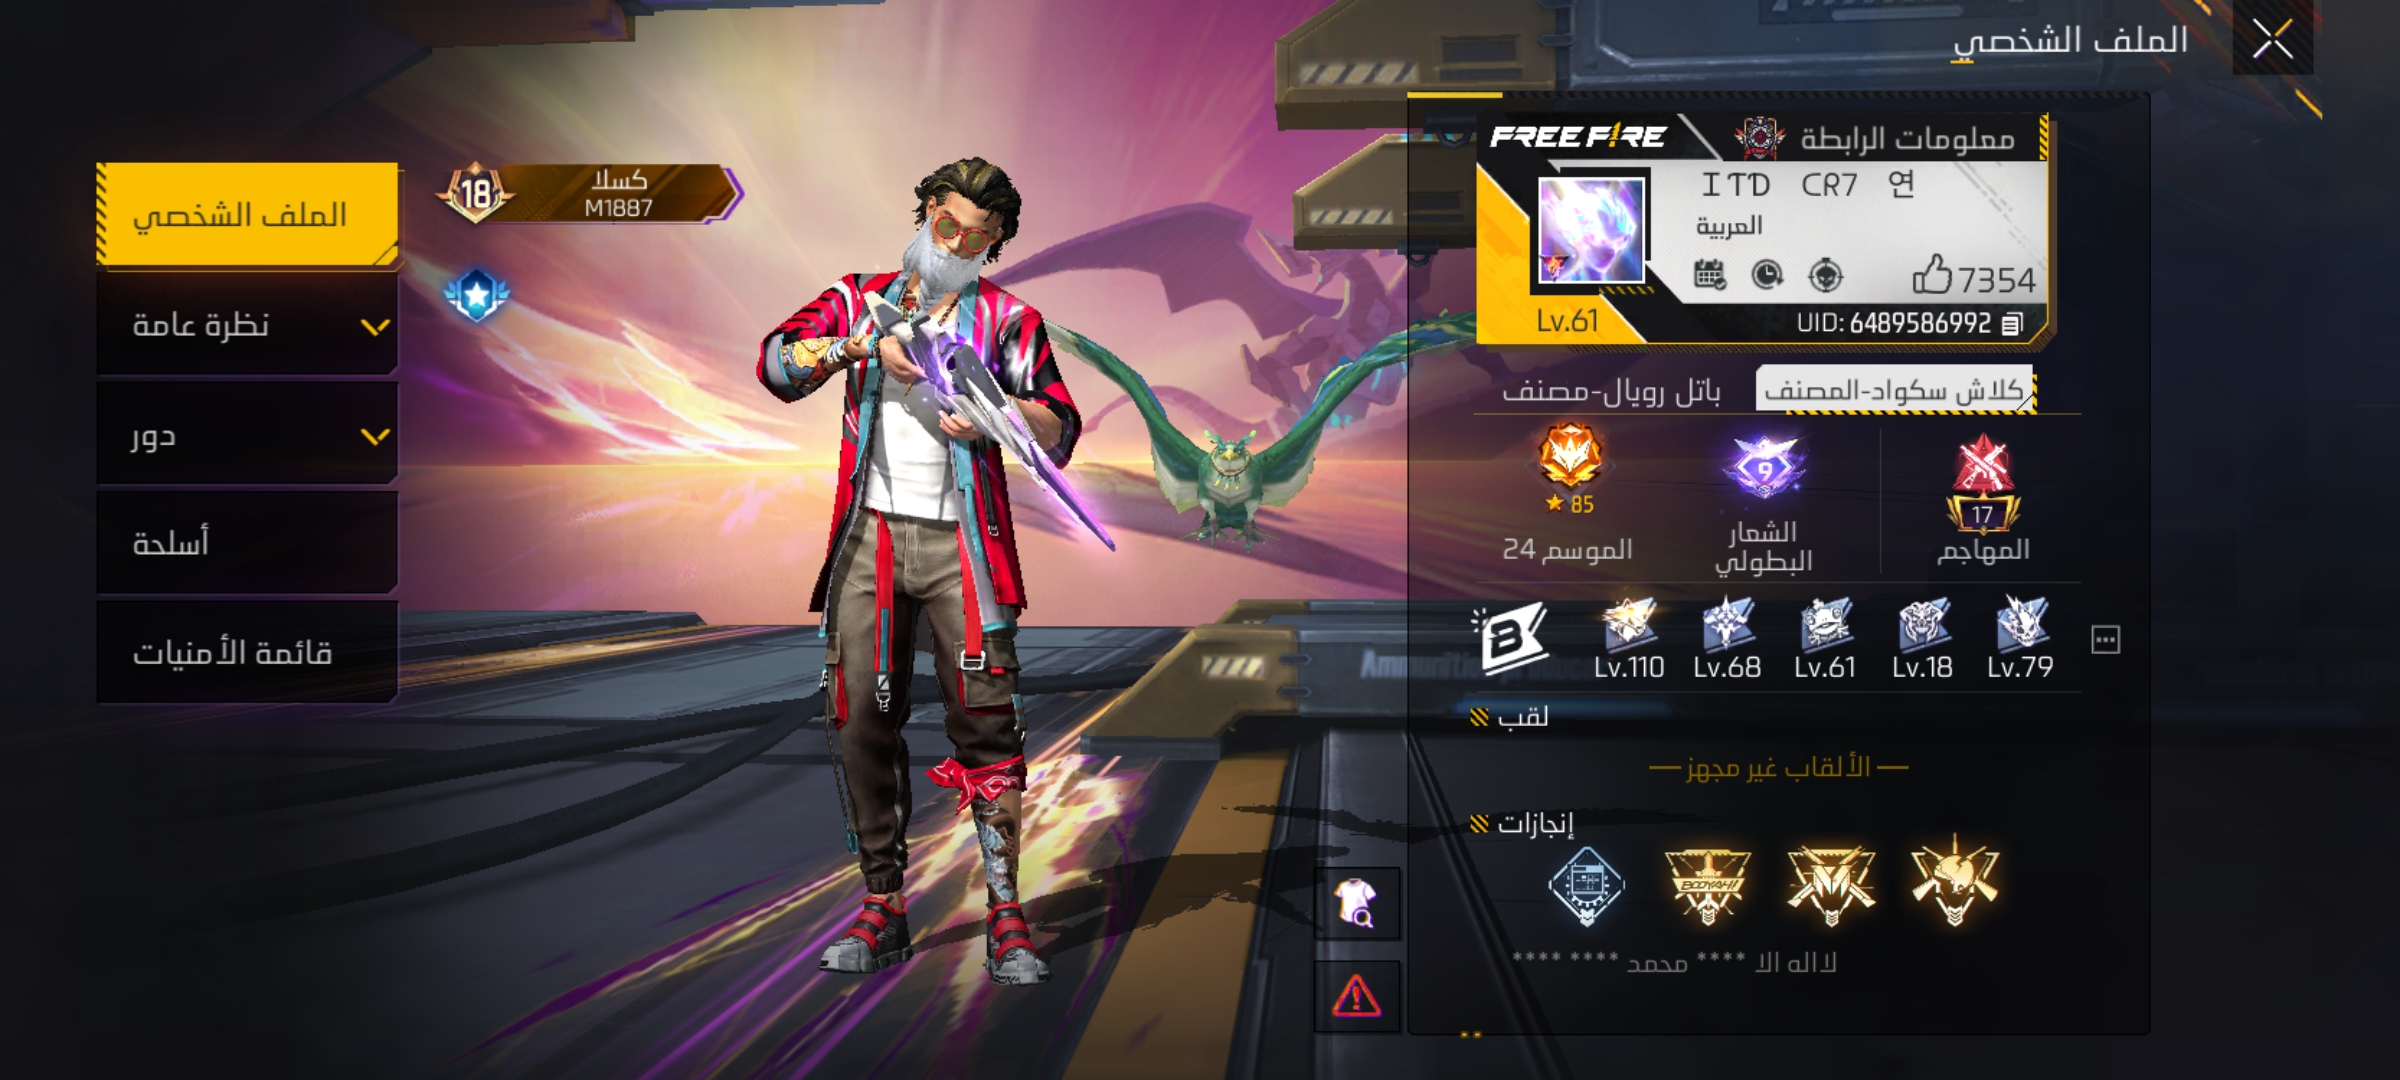 الملف الشخصي
الملف الشخصي
نظرة عامة
دور
أسلحة
قائمة الأمنيات
18
كسلا
M1887
FREE FIRE
معلومات الرابطة
ITD CR7 연
العربية
7354
Lv.61
UID: 6489586992
كلاش سكواد-المصنف
باتل رويال-مصنف
85
9
17
الموسم 24
الشعار
البطولي
المهاجم
B
Lv.110
Lv.68
Lv.61
Lv.18
Lv.79
لقب
الألقاب غير مجهز
إنجازات
BOOYAH!
لااله الا **** محمد **** ****